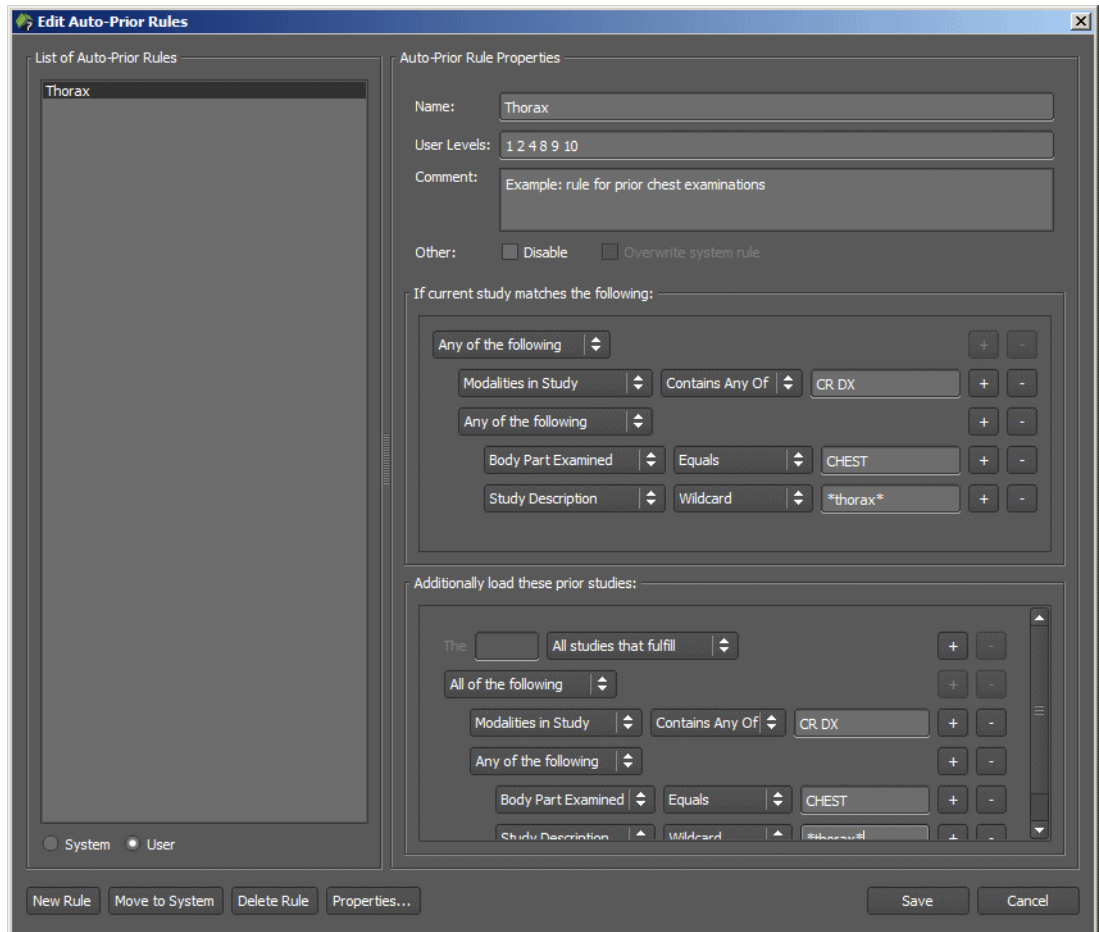 Edit Auto-Prior Rules
List of Auto-Prior Rules
Thorax
System User
Auto-Prior Rule Properties
Name: Thorax
User Levels: 1 2 4 8 9 10
Comment: Example: rule for prior chest examinations
Other: Disable Overwrite system rule
If current study matches the following:
Any of the following + -
Modalities in Study Contains Any Of CR DX + -
Any of the following + -
Body Part Examined Equals CHEST + -
Study Description Wildcard *thorax* + -
Additionally load these prior studies:
The All studies that fulfill + -
All of the following + -
Modalities in Study Contains Any Of CR DX + -
Any of the following + -
Body Part Examined Equals CHEST + -
Study Description Wildcard *thorax* + -
New Rule Move to System Delete Rule Properties... Save Cancel